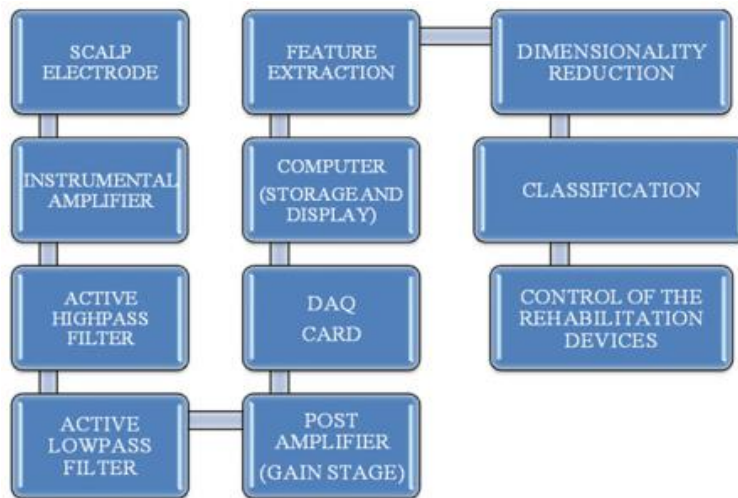 SCALP
ELECTRODE
INSTRUMENTAL
AMPLIFIER
ACTIVE
HIGHPASS
FILTER
ACTIVE
LOWPASS
FILTER
POST
AMPLIFIER
(GAIN STAGE)
DAQ
CARD
COMPUTER
(STORAGE AND
DISPLAY)
FEATURE
EXTRACTION
DIMENSIONALITY
REDUCTION
CLASSIFICATION
CONTROL OF THE
REHABILITATION
DEVICES